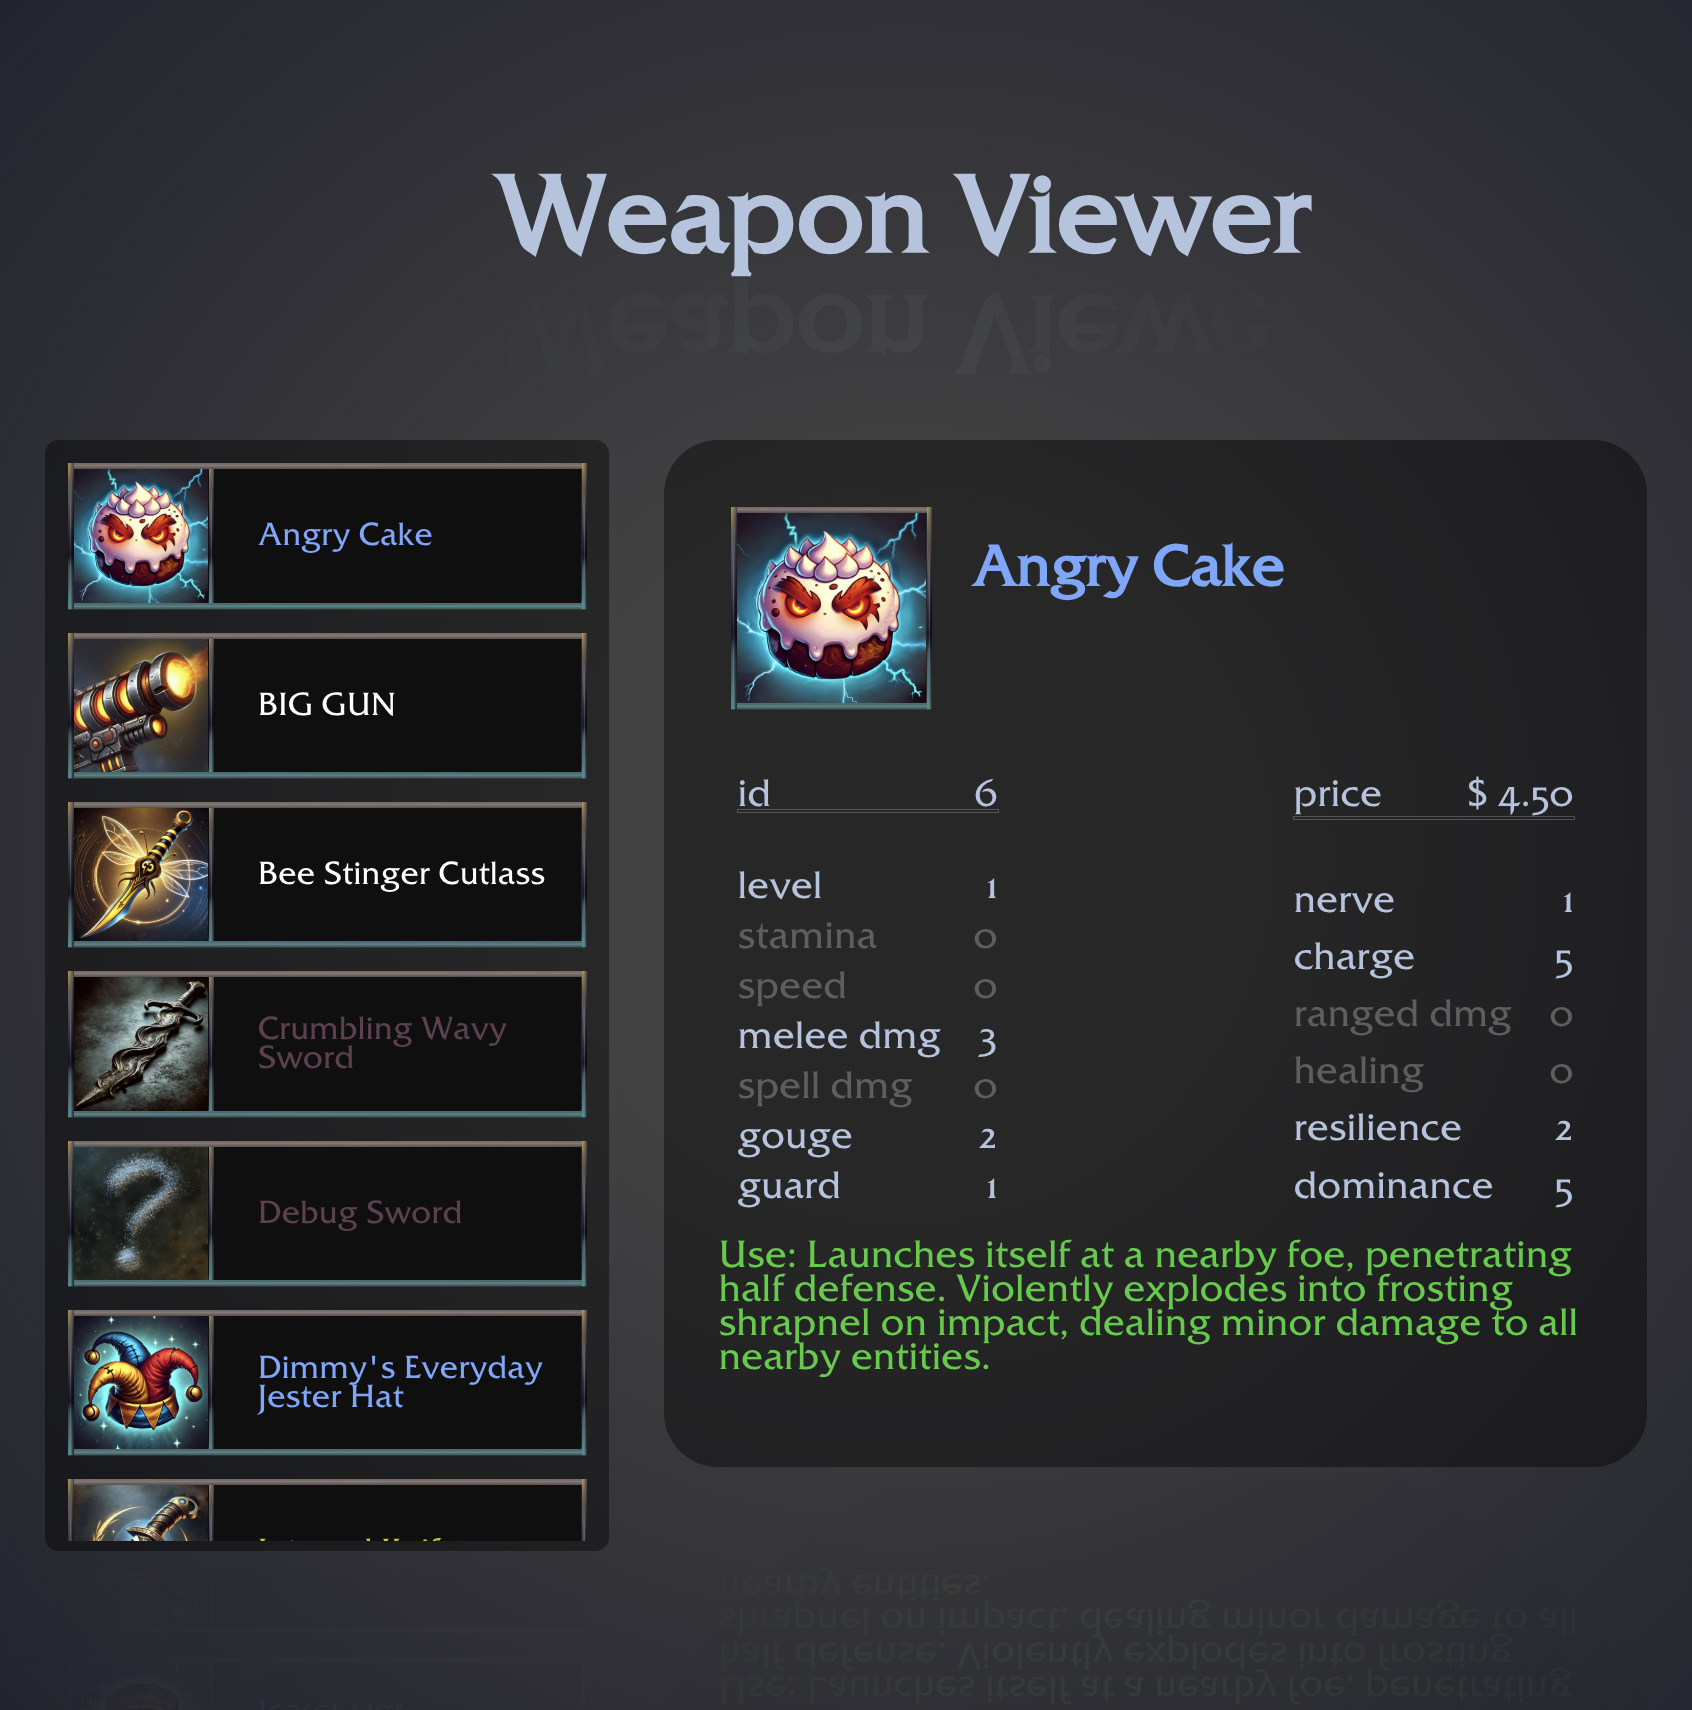 Weapon Viewer
Angry Cake
BIG GUN
Bee Stinger Cutlass
Crumbling Wavy
Sword
Debug Sword
Dimmy's Everyday
Jester Hat
Angry Cake
id 6
price $ 4.50
level 1
stamina 0
speed 0
melee dmg 3
spell dmg 0
gouge 2
guard 1
nerve 1
charge 5
ranged dmg 0
healing 0
resilience 2
dominance 5
Use: Launches itself at a nearby foe, penetrating
half defense. Violently explodes into frosting
shrapnel on impact, dealing minor damage to all
nearby entities.